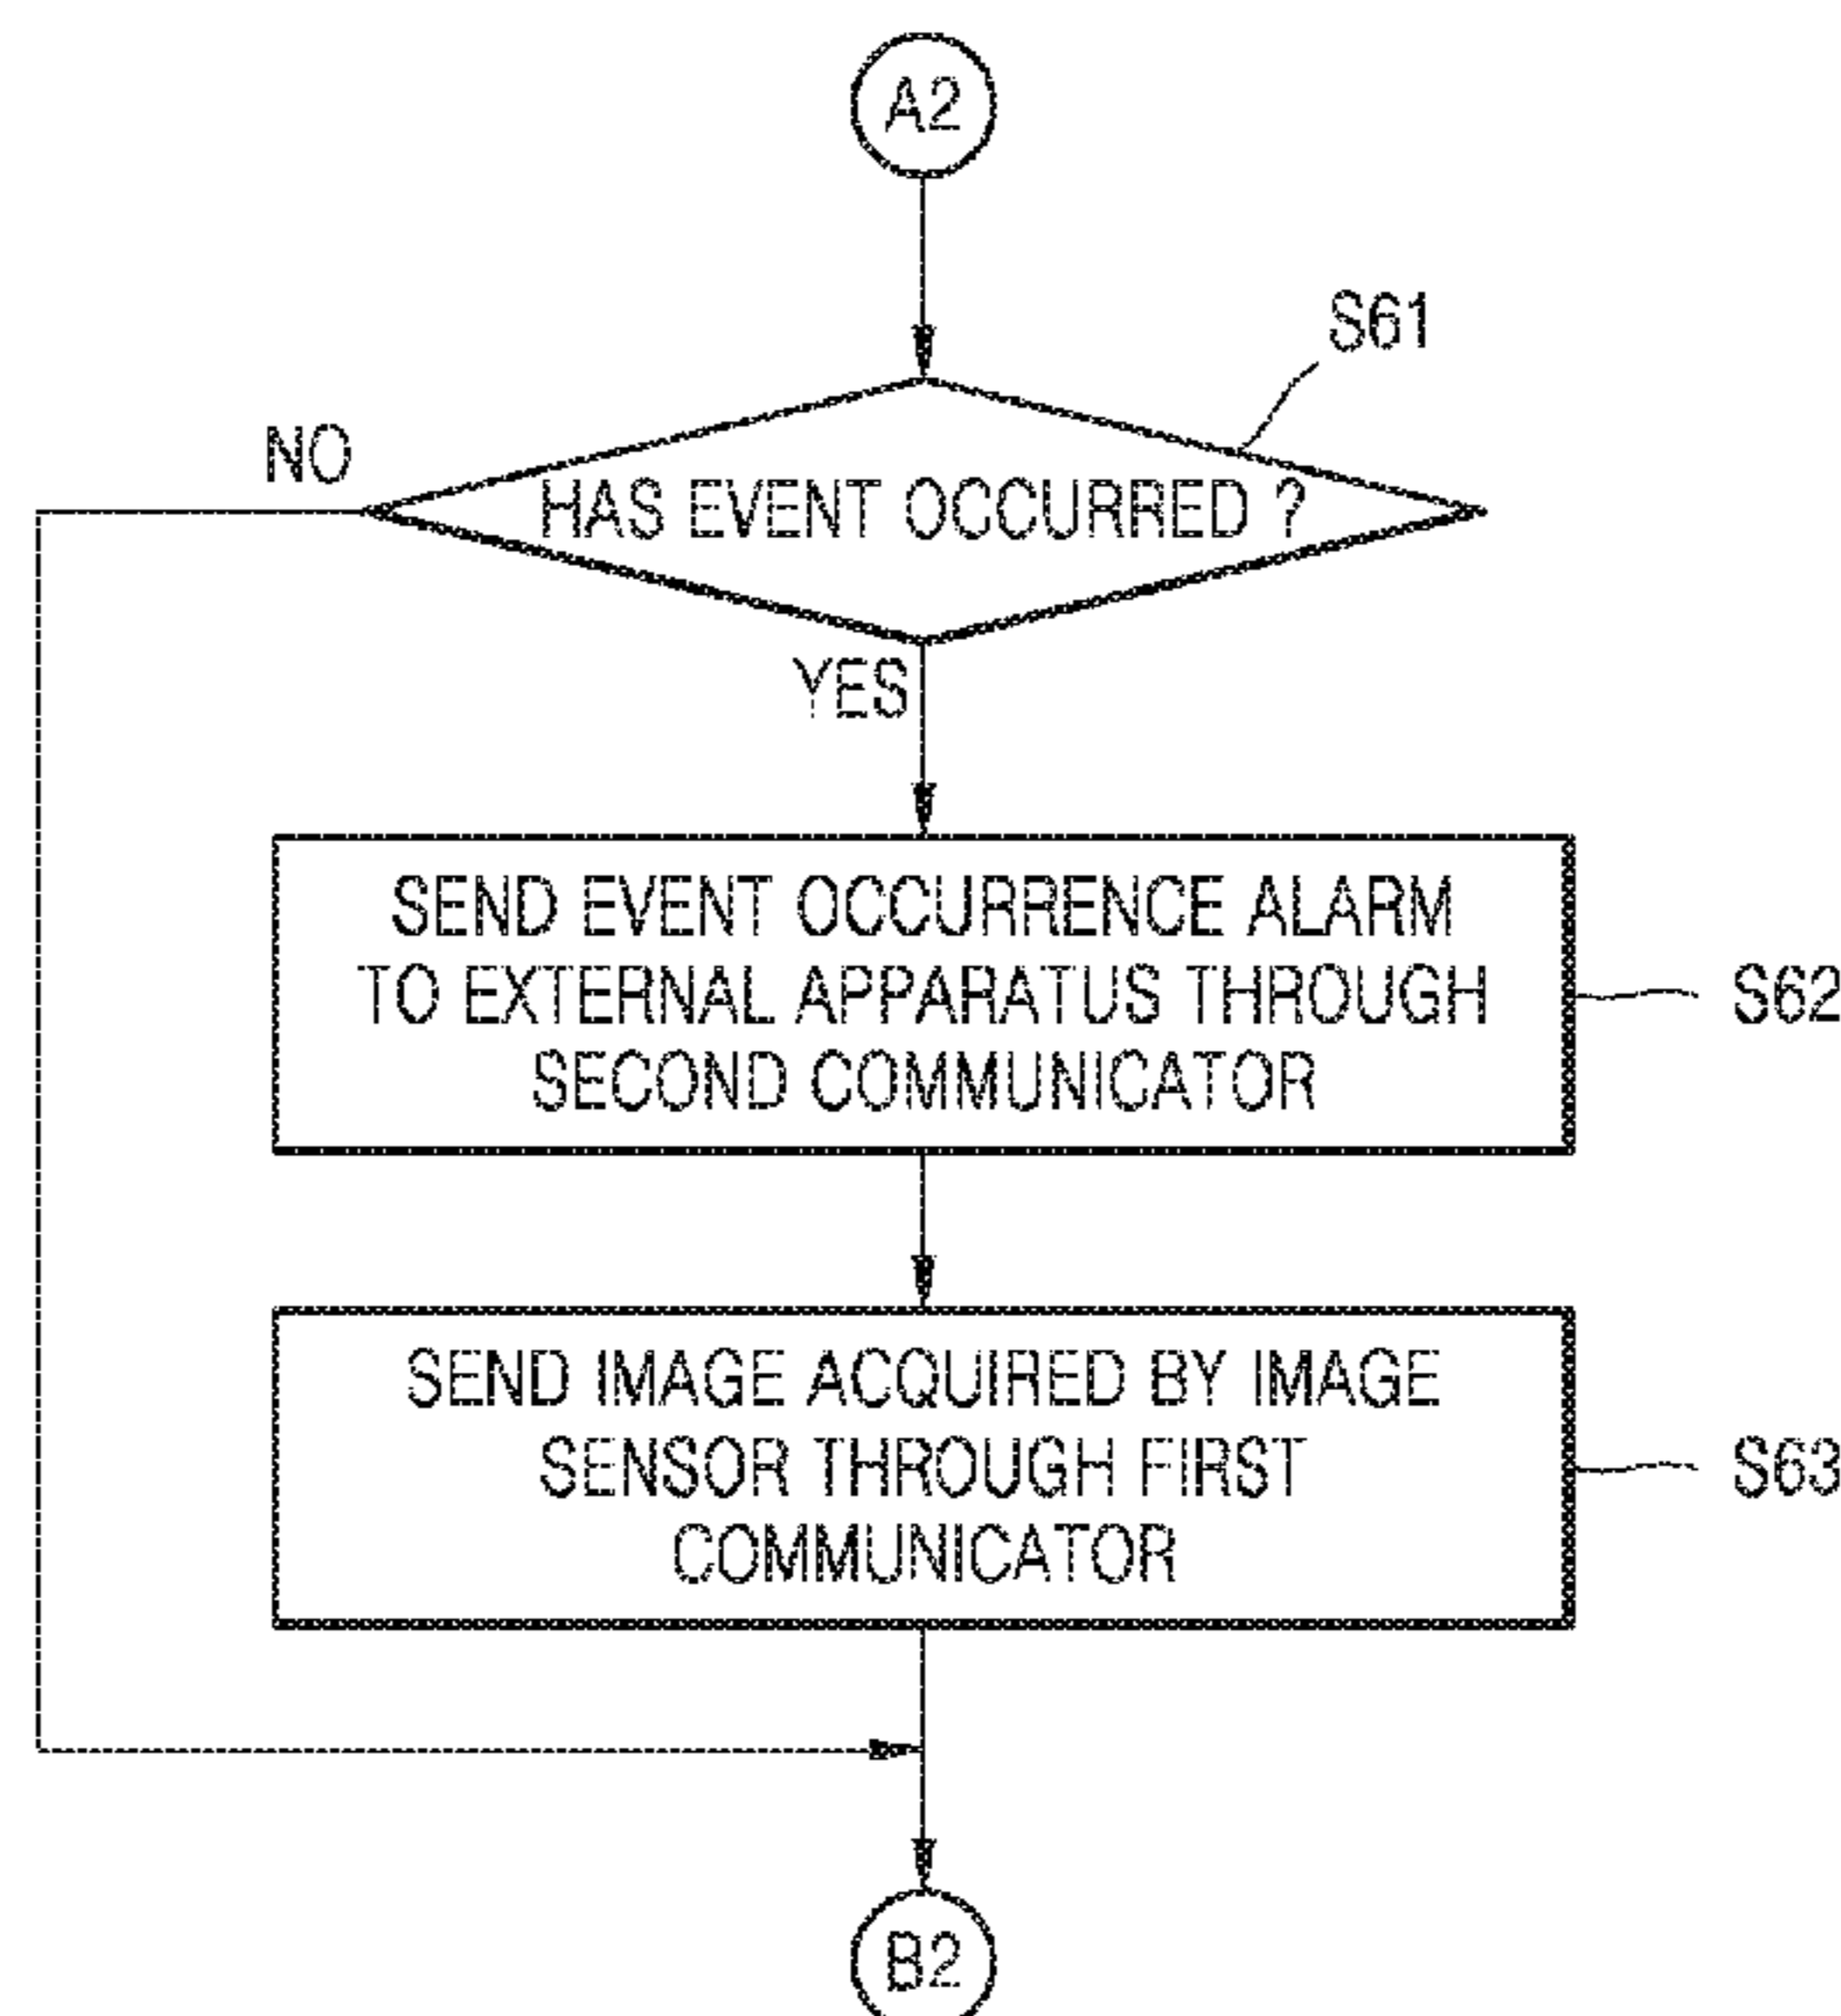 A2
S61
NO
HAS EVENT OCCURRED ?
YES
SEND EVENT OCCURRENCE ALARM
TO EXTERNAL APPARATUS THROUGH
SECOND COMMUNICATOR
S62
SEND IMAGE ACQUIRED BY IMAGE
SENSOR THROUGH FIRST
COMMUNICATOR
S63
B2